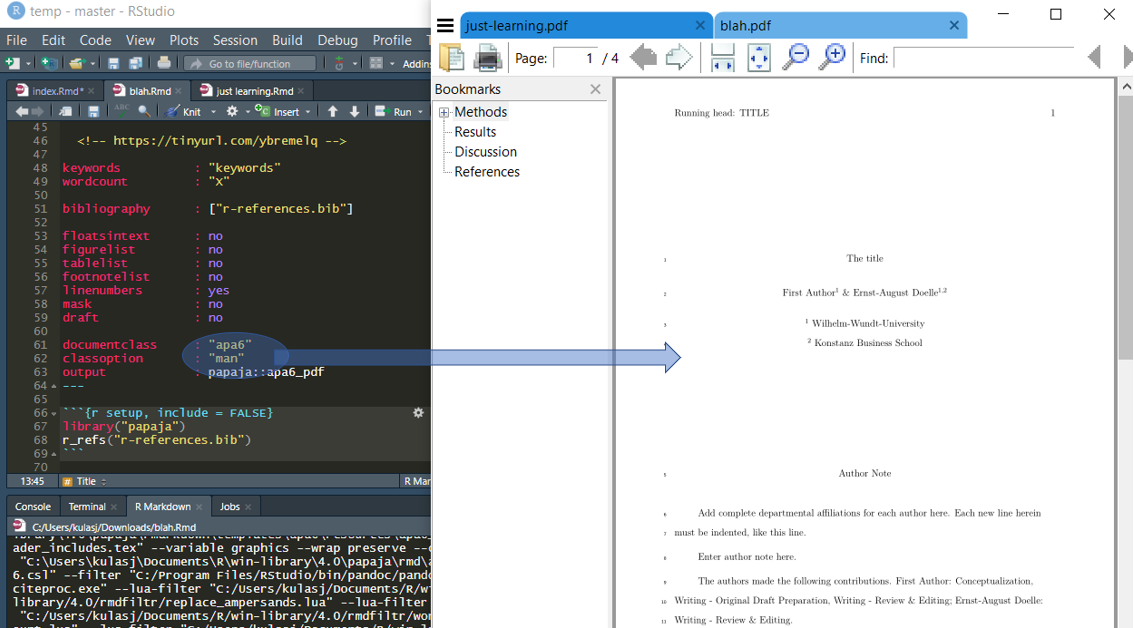 temp - master - RStudio
File Edit Code View Plots Session Build Debug Profile
Go to file/function Addins
index.Rmd* blah.Rmd just learning.Rmd
ABC Knit Insert Run
45
46 <!-- https://tinyurl.com/ybremelq -->
47
48 keywords : "keywords"
49 wordcount : "X"
50
51 bibliography : ["r-references.bib"]
52
53 floatsintext : no
54 figurelist : no
55 tablelist : no
56 footnotelist : no
57 linenumbers : yes
58 mask : no
59 draft : no
60
61 documentclass : "apa6"
62 classoption : "man"
63 output : papaja::apa6_pdf
64 ---
65
66 ```{r setup, include = FALSE}
67 library("papaja")
68 r_refs("r-references.bib")
69 ```
70
13:45 # Title R Mar
Console Terminal R Markdown Jobs
C:/Users/kulasj/Downloads/blah.Rmd
ader_includes.tex" --variable graphics --wrap preserve --
"C:\Users\kulasj\Documents\R\win-library\4.0\papaja\rmd\
6.csl" --filter "C:/Program Files/RStudio/bin/pandoc/pand
citeproc.exe" --lua-filter "C:/Users/kulasj/Documents/R/w
library/4.0/rmdfiltr/replace_ampersands.lua" --lua-filter
"C:/Users/kulasj/Documents/R/win-library/4.0/rmdfiltr/wor
just-learning.pdf blah.pdf
Page: 1 / 4 Find:
Bookmarks
Methods
Results
Discussion
References
Running head: TITLE 1
1 The title
2 First Author¹ & Ernst-August Doelle¹,²
3 ¹ Wilhelm-Wundt-University
4 ² Konstanz Business School
5 Author Note
6 Add complete departmental affiliations for each author here. Each new line herein
7 must be indented, like this line.
8 Enter author note here.
9 The authors made the following contributions. First Author: Conceptualization,
10 Writing - Original Draft Preparation, Writing - Review & Editing; Ernst-August Doelle:
11 Writing - Review & Editing.